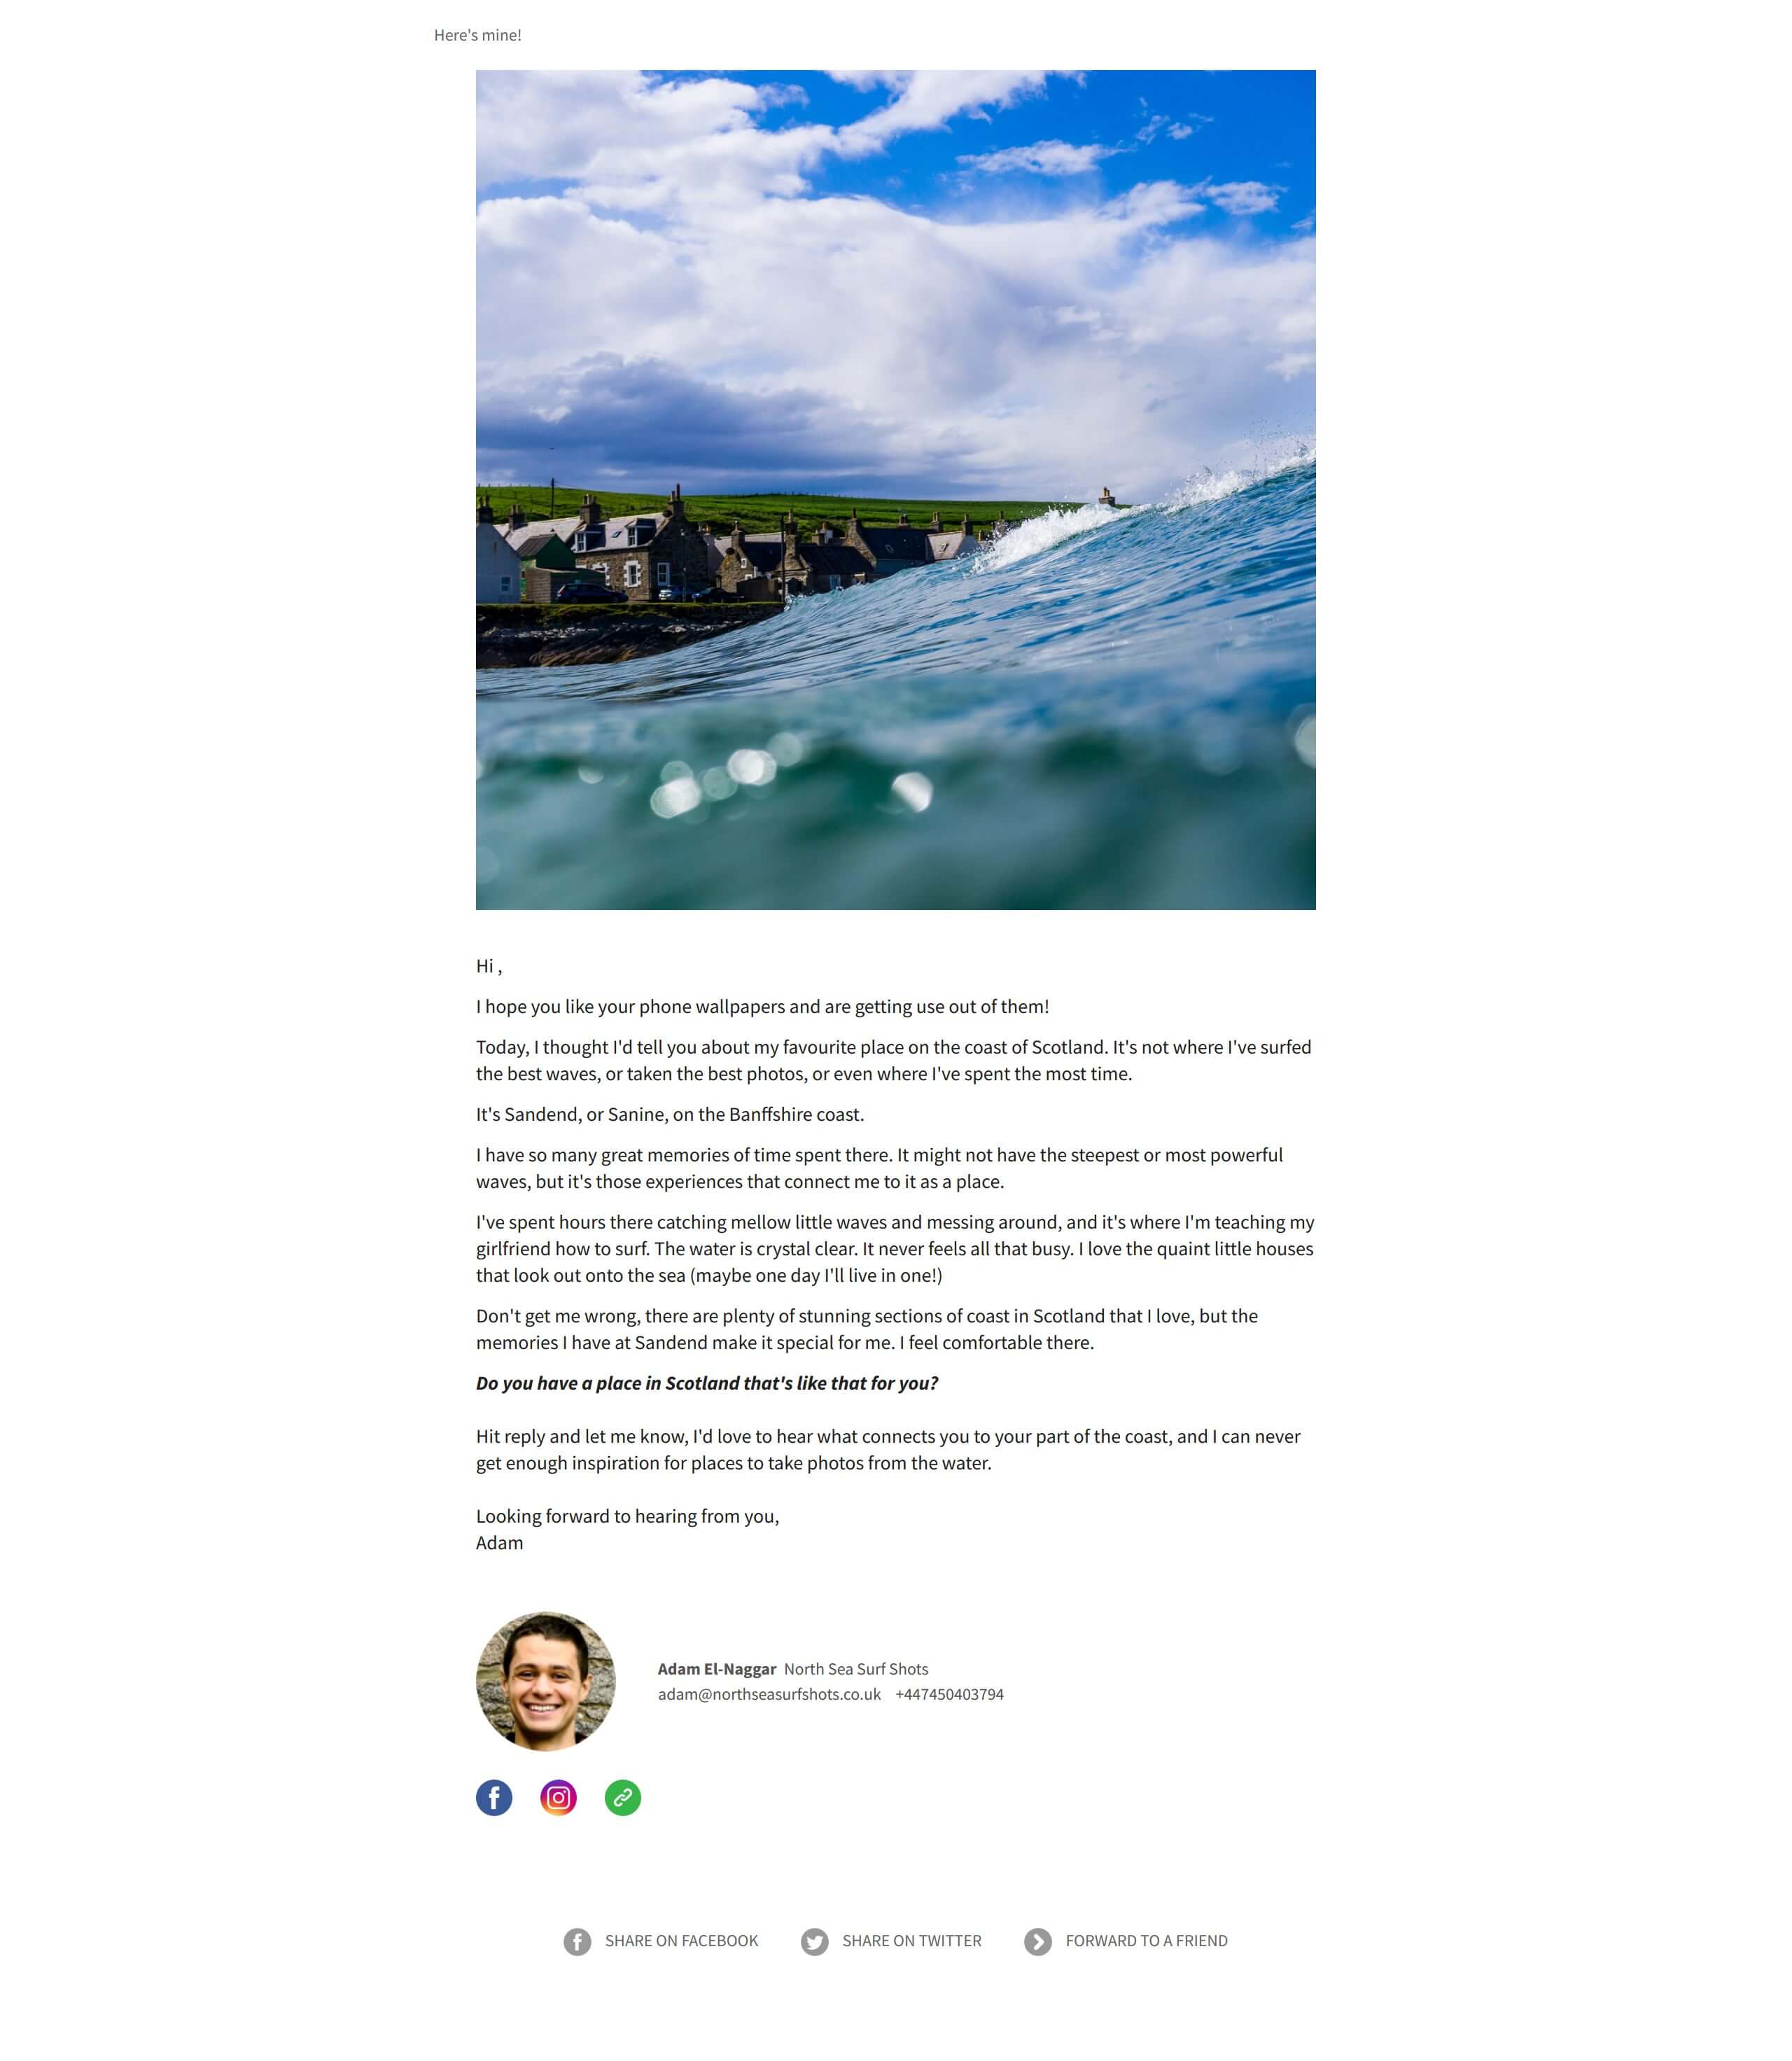 Here's mine!
Hi ,
I hope you like your phone wallpapers and are getting use out of them!
Today, I thought I'd tell you about my favourite place on the coast of Scotland. It's not where I've surfed
the best waves, or taken the best photos, or even where I've spent the most time.
It's Sandend, or Sanine, on the Banffshire coast.
I have so many great memories of time spent there. It might not have the steepest or most powerful
waves, but it's those experiences that connect me to it as a place.
I've spent hours there catching mellow little waves and messing around, and it's where I'm teaching my
girlfriend how to surf. The water is crystal clear. It never feels all that busy. I love the quaint little houses
that look out onto the sea (maybe one day I'll live in one!)
Don't get me wrong, there are plenty of stunning sections of coast in Scotland that I love, but the
memories I have at Sandend make it special for me. I feel comfortable there.
Do you have a place in Scotland that's like that for you?
Hit reply and let me know, I'd love to hear what connects you to your part of the coast, and I can never
get enough inspiration for places to take photos from the water.
Looking forward to hearing from you,
Adam
Adam El-Naggar North Sea Surf Shots
adam@northseasurfshots.co.uk +447450403794
SHARE ON FACEBOOK SHARE ON TWITTER FORWARD TO A FRIEND